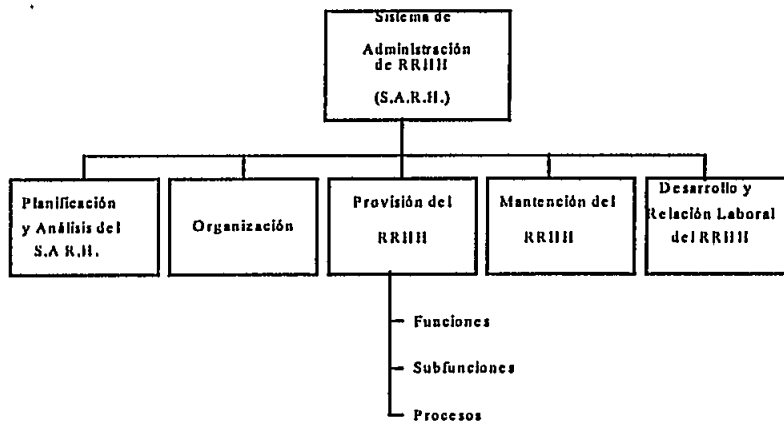 Sistema de
Administración
de RRHH
(S.A.R.H.)
Planificación
y Análisis del
S.A R.H.
Organización
Provisión del
RRHH
Mantención del
RRHH
Desarrollo y
Relación Laboral
del RRHH
Funciones
Subfunciones
Procesos